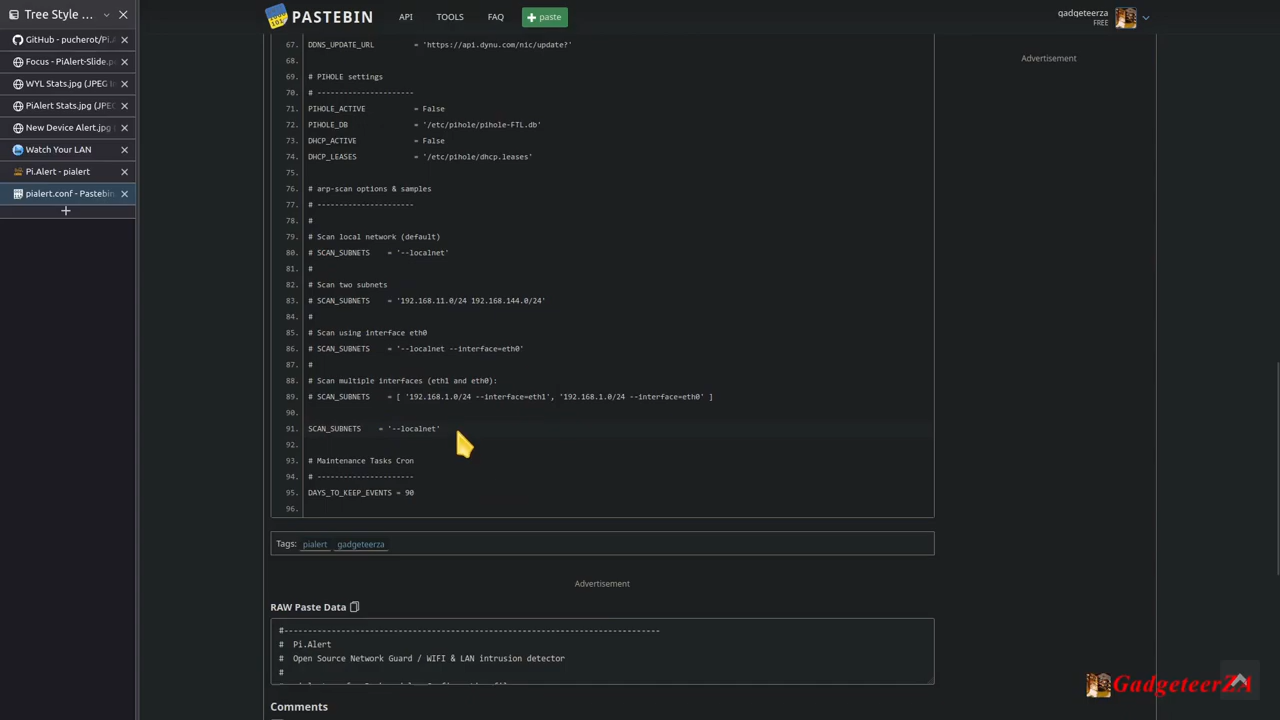 Tree Style ...
PASTEBIN
API
TOOLS
FAQ
paste
gadgeteerza
FREE
GitHub - pucherot/Pi.A
Focus - PiAlert-Slide.p
WYL Stats.jpg (JPEG I
PiAlert Stats.jpg (JPEG
New Device Alert.jpg
Watch Your LAN
Pi.Alert - pialert
pialert.conf - Pastebin
67. DDNS_UPDATE_URL = 'https://api.dynu.com/nic/update?'
68.
69. # PIHOLE settings
70. # ----------------------
71. PIHOLE_ACTIVE = False
72. PIHOLE_DB = '/etc/pihole/pihole-FTL.db'
73. DHCP_ACTIVE = False
74. DHCP_LEASES = '/etc/pihole/dhcp.leases'
75.
76. # arp-scan options & samples
77. # ----------------------
78. #
79. # Scan local network (default)
80. # SCAN_SUBNETS = '--localnet'
81. #
82. # Scan two subnets
83. # SCAN_SUBNETS = '192.168.11.0/24 192.168.144.0/24'
84. #
85. # Scan using interface eth0
86. # SCAN_SUBNETS = '--localnet --interface=eth0'
87. #
88. # Scan multiple interfaces (eth1 and eth0):
89. # SCAN_SUBNETS = [ '192.168.1.0/24 --interface=eth1', '192.168.1.0/24 --interface=eth0' ]
90.
91. SCAN_SUBNETS = '--localnet'
92.
93. # Maintenance Tasks Cron
94. # ----------------------
95. DAYS_TO_KEEP_EVENTS = 90
96.
Advertisement
Tags: pialert gadgeteerza
Advertisement
RAW Paste Data
#-------------------------------------------------------------------------------
# Pi.Alert
# Open Source Network Guard / WIFI & LAN intrusion detector
#
Comments
GadgeteerZA